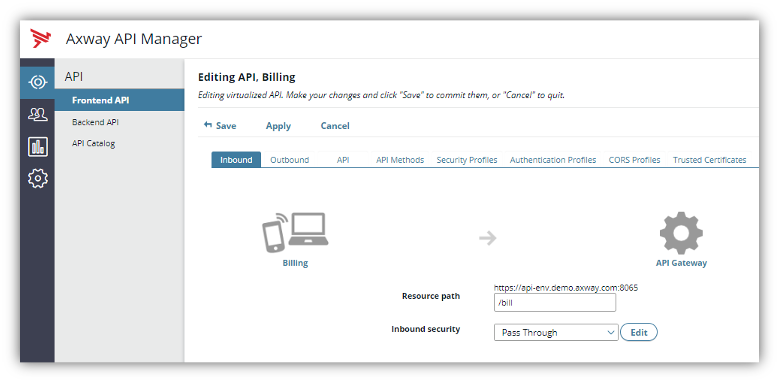 Axway API Manager
API
Frontend API
Backend API
API Catalog
Editing API, Billing
Editing virtualized API. Make your changes and click "Save" to commit them, or "Cancel" to quit.
Save Apply Cancel
Inbound Outbound API API Methods Security Profiles Authentication Profiles CORS Profiles Trusted Certificates
Billing API Gateway
https://api-env.demo.axway.com:8065
Resource path /bill
Inbound security Pass Through Edit